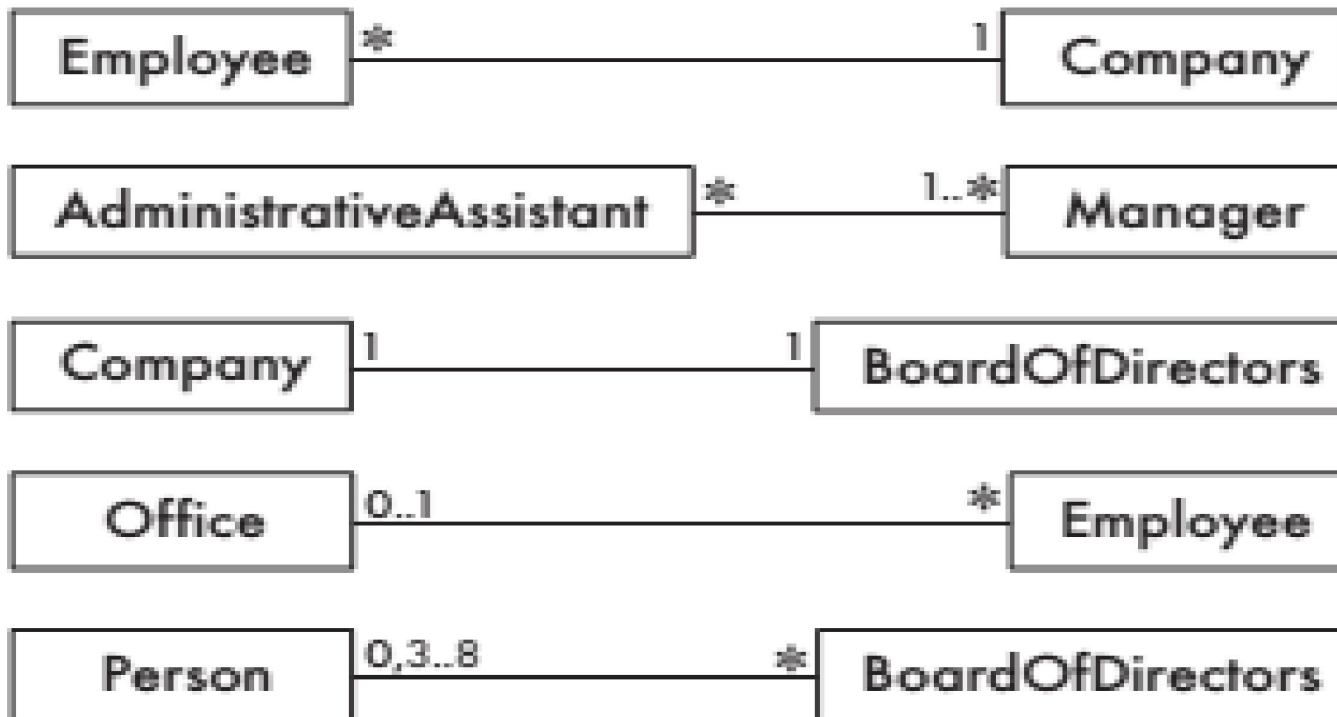 Employee * 1 Company
AdministrativeAssistant * 1..* Manager
Company 1 1 BoardOfDirectors
Office 0..1 * Employee
Person 0,3..8 * BoardOfDirectors